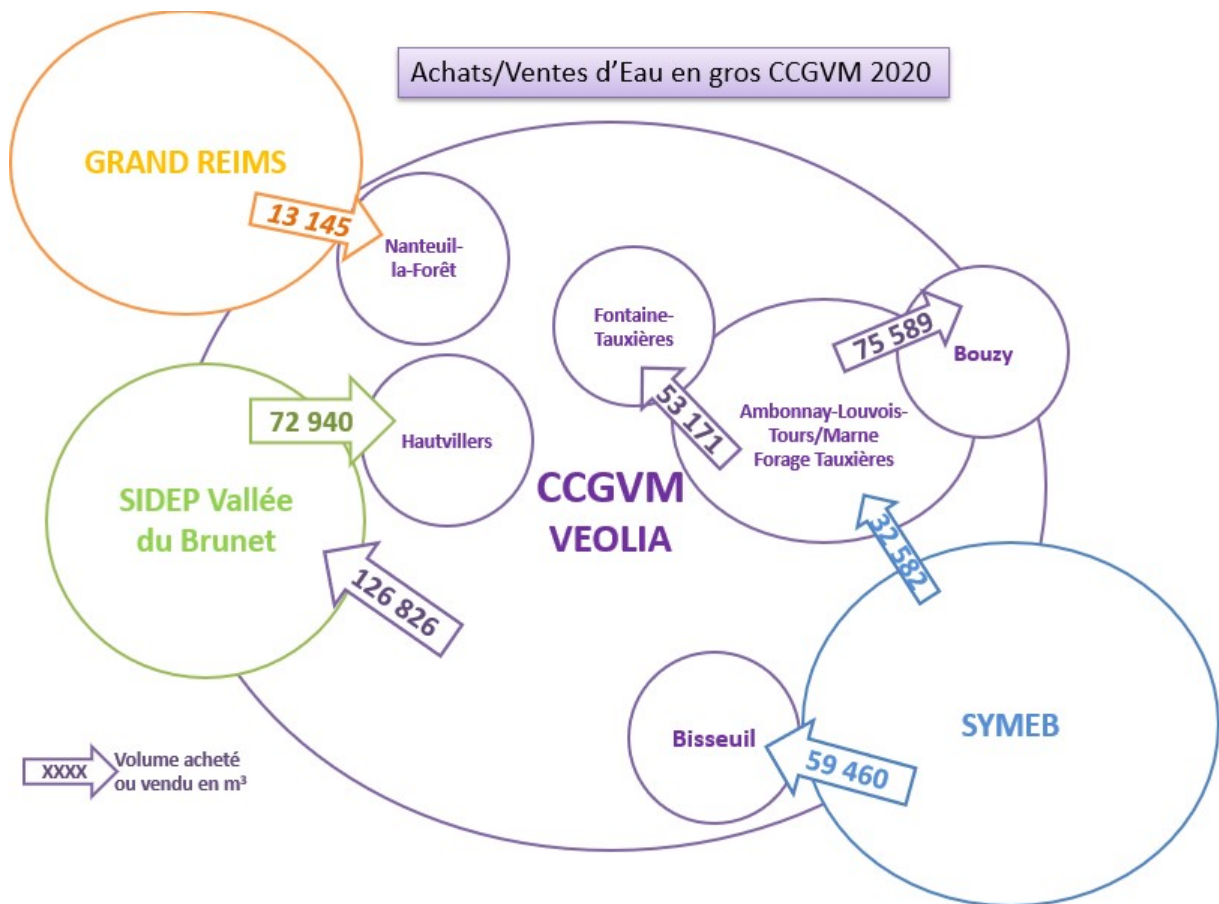 Achats/Ventes d'Eau en gros CCGVM 2020
GRAND REIMS
13 145
Nanteuil-
la-Forêt
Fontaine-
Tauxières
75 589
Bouzy
72 940
Hautvillers
53 171
Ambonnay-Louvois-
Tours/Marne
Forage Tauxières
CCGVM
VEOLIA
SIDEP Vallée
du Brunet
32 582
126 826
Bisseuil
SYMEB
59 460
XXXX
Volume acheté
ou vendu en m³